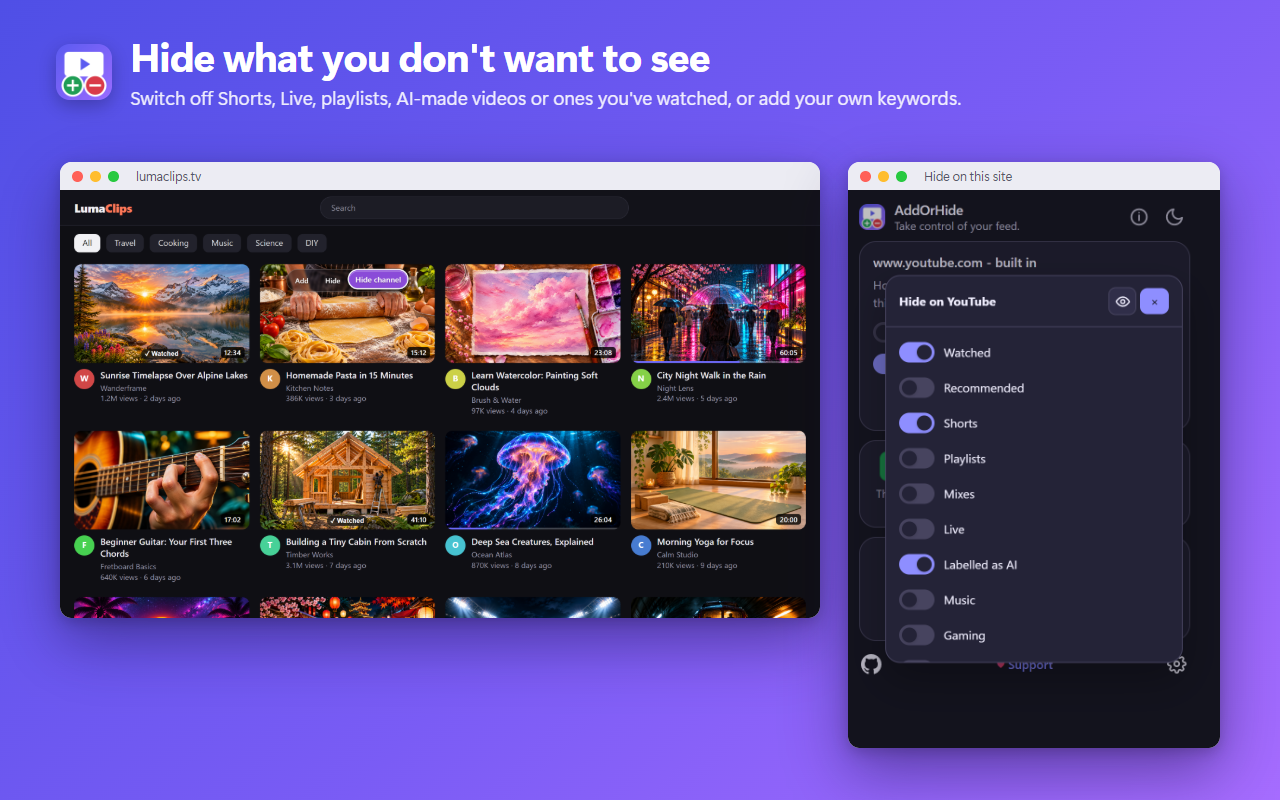 Hide what you don't want to see
Switch off Shorts, Live, playlists, AI-made videos or ones you've watched, or add your own keywords.
lumaclips.tv
LumaClips
Search
All
Travel
Cooking
Music
Science
DIY
✓ Watched
12:34
Add
Hide
Hide channel
15:12
23:08
60:05
W
Sunrise Timelapse Over Alpine Lakes
Wanderframe
1.2M views · 2 days ago
K
Homemade Pasta in 15 Minutes
Kitchen Notes
386K views · 3 days ago
B
Learn Watercolor: Painting Soft
Clouds
Brush & Water
97K views · 4 days ago
N
City Night Walk in the Rain
Night Lens
2.4M views · 5 days ago
17:02
✓ Watched
41:10
26:04
20:00
F
Beginner Guitar: Your First Three
Chords
Fretboard Basics
640K views · 6 days ago
T
Building a Tiny Cabin From Scratch
Timber Works
3.1M views · 7 days ago
O
Deep Sea Creatures, Explained
Ocean Atlas
870K views · 8 days ago
C
Morning Yoga for Focus
Calm Studio
210K views · 9 days ago
Hide on this site
AddOrHide
Take control of your feed.
www.youtube.com - built in
Hide on YouTube
×
Watched
Recommended
Shorts
Playlists
Mixes
Live
Labelled as AI
Music
Gaming
Support